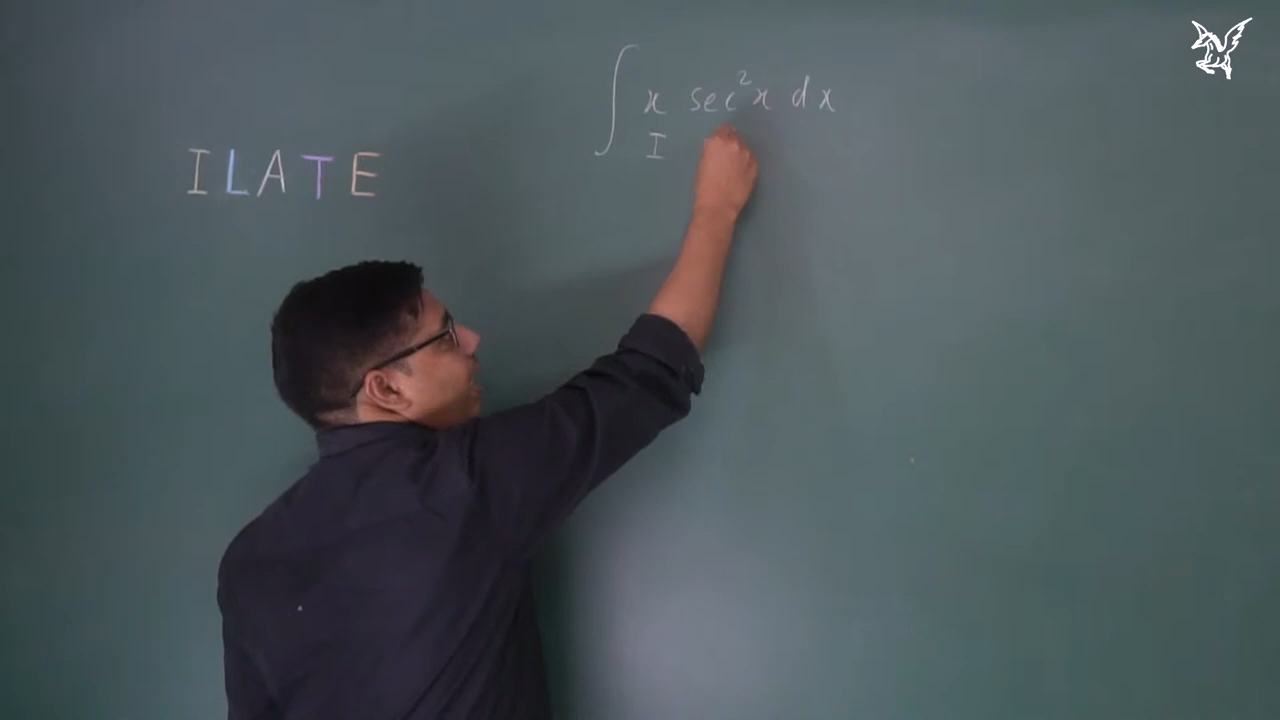 ∫ x sec²x dx
I
ILATE